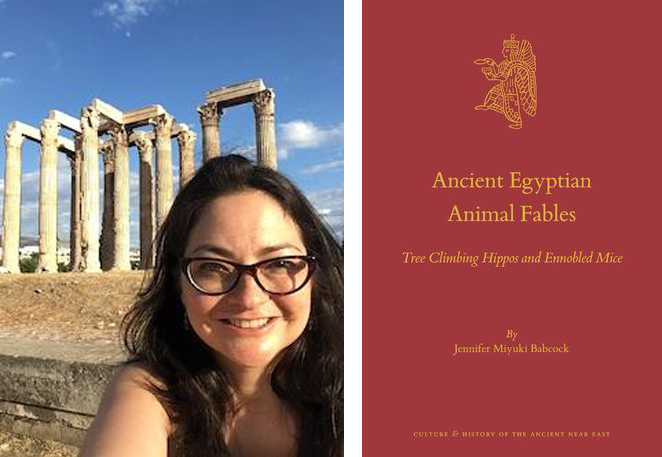 Ancient Egyptian
Animal Fables
Tree Climbing Hippos and Ennobled Mice
By
Jennifer Miyuki Babcock
CULTURE & HISTORY OF THE ANCIENT NEAR EAST